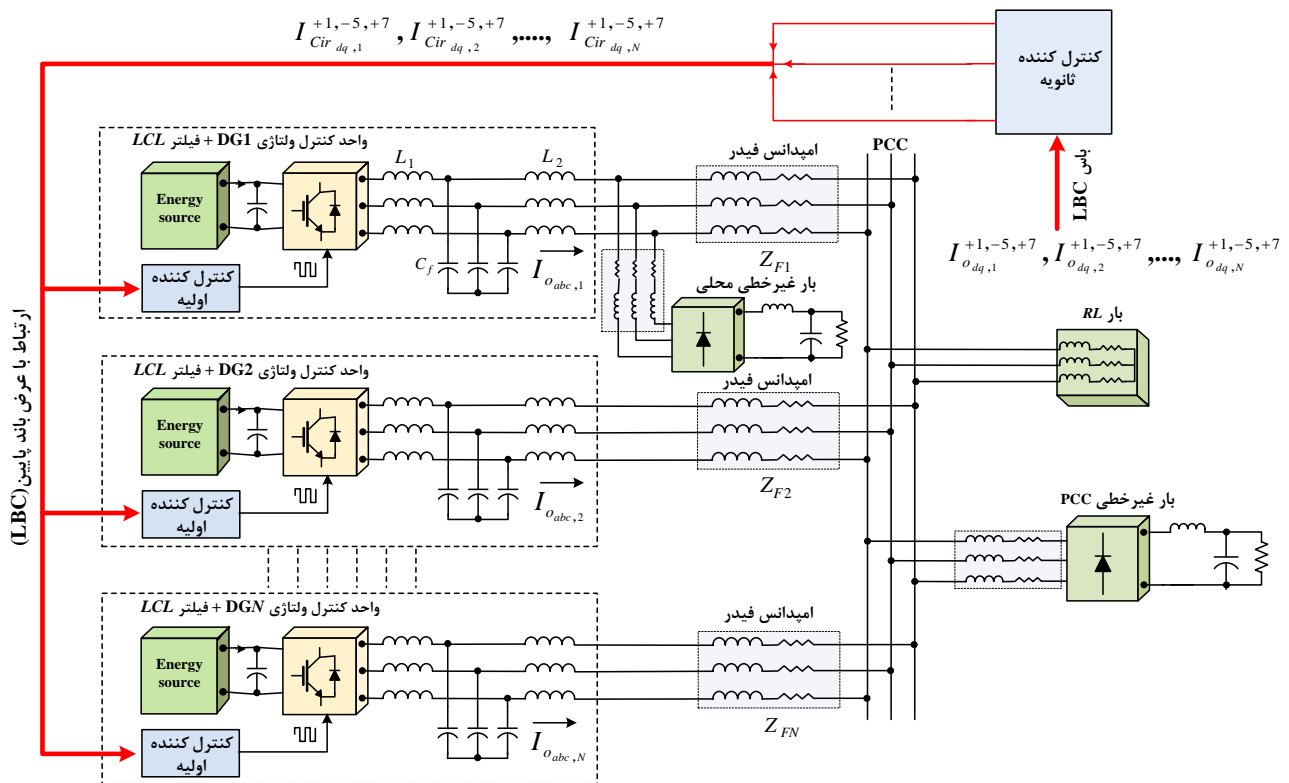 I_{Cir_{dq,1}}^{+1,-5,+7} , I_{Cir_{dq,2}}^{+1,-5,+7} ,...., I_{Cir_{dq,N}}^{+1,-5,+7}
کنترل کننده
ثانویه
باس LBC
I_{o_{dq,1}}^{+1,-5,+7} , I_{o_{dq,2}}^{+1,-5,+7} ,..., I_{o_{dq,N}}^{+1,-5,+7}
ارتباط با عرض باند پایین(LBC)
واحد کنترل ولتاژی DG1 + فیلتر LCL
Energy
source
کنترل کننده
اولیه
L_1
L_2
C_f
I_{o_{abc,1}}
امپدانس فیدر
Z_{F1}
PCC
بار غیرخطی محلی
بار RL
واحد کنترل ولتاژی DG2 + فیلتر LCL
Energy
source
کنترل کننده
اولیه
I_{o_{abc,2}}
امپدانس فیدر
Z_{F2}
بار غیرخطی PCC
واحد کنترل ولتاژی DGN + فیلتر LCL
Energy
source
کنترل کننده
اولیه
I_{o_{abc,N}}
امپدانس فیدر
Z_{FN}